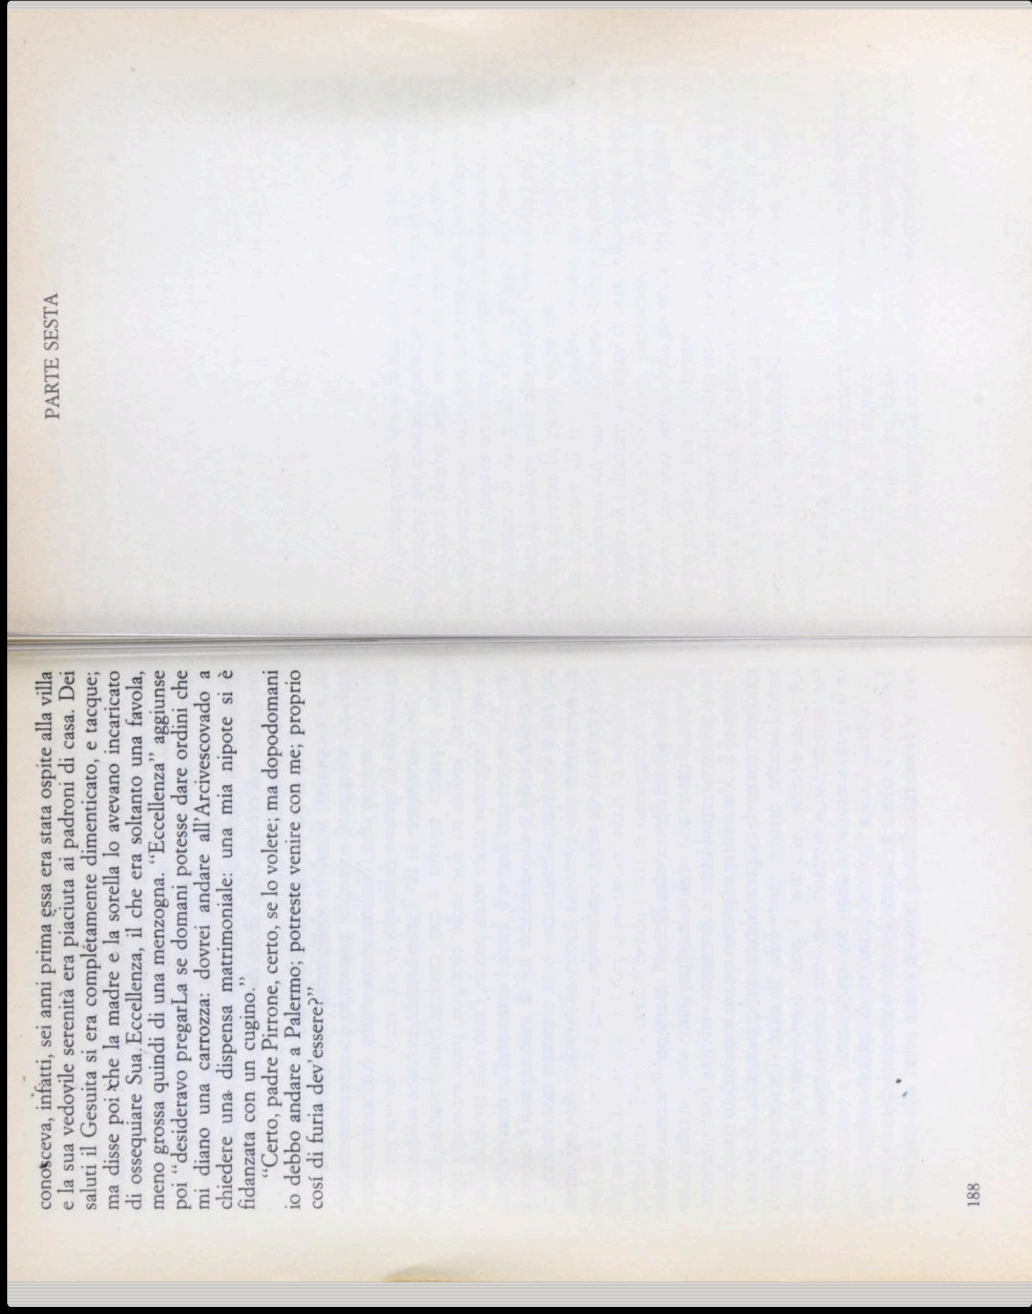 conosceva, infatti, sei anni prima essa era stata ospite alla villa
e la sua vedovile serenità era piaciuta ai padroni di casa. Dei
saluti il Gesuita si era completamente dimenticato, e tacque;
ma disse poi che la madre e la sorella lo avevano incaricato
di ossequiare Sua Eccellenza, il che era soltanto una favola,
meno grossa quindi di una menzogna. “Eccellenza” aggiunse
poi “desideravo pregarLa se domani potesse dare ordini che
mi diano una carrozza: dovrei andare all'Arcivescovado a
chiedere una dispensa matrimoniale: una mia nipote si è
fidanzata con un cugino.”
“Certo, padre Pirrone, certo, se lo volete; ma dopodomani
io debbo andare a Palermo; potreste venire con me; proprio
cosí di furia dev'essere?”
188
PARTE SESTA